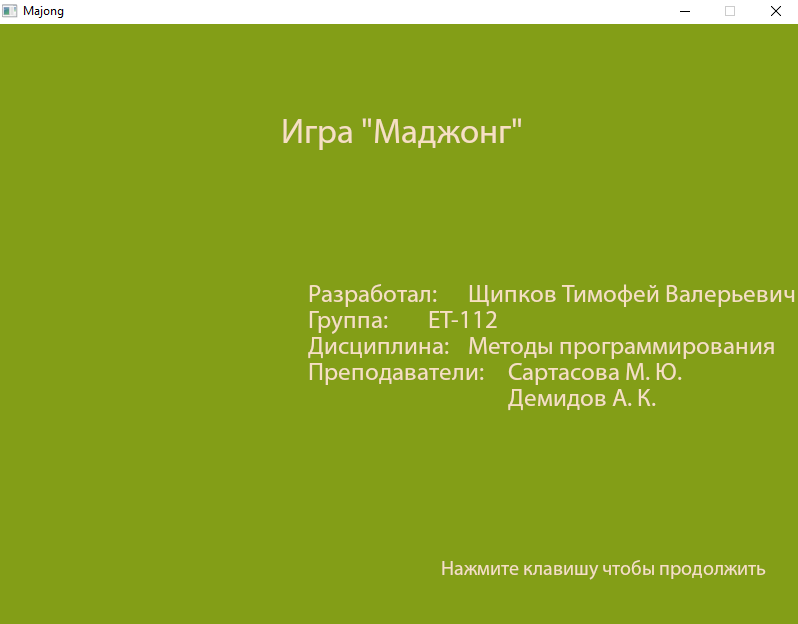 Majong
Игра "Маджонг"
Разработал: Щипков Тимофей Валерьевич
Группа: ЕТ-112
Дисциплина: Методы программирования
Преподаватели: Сартасова М. Ю.
Демидов А. К.
Нажмите клавишу чтобы продолжить